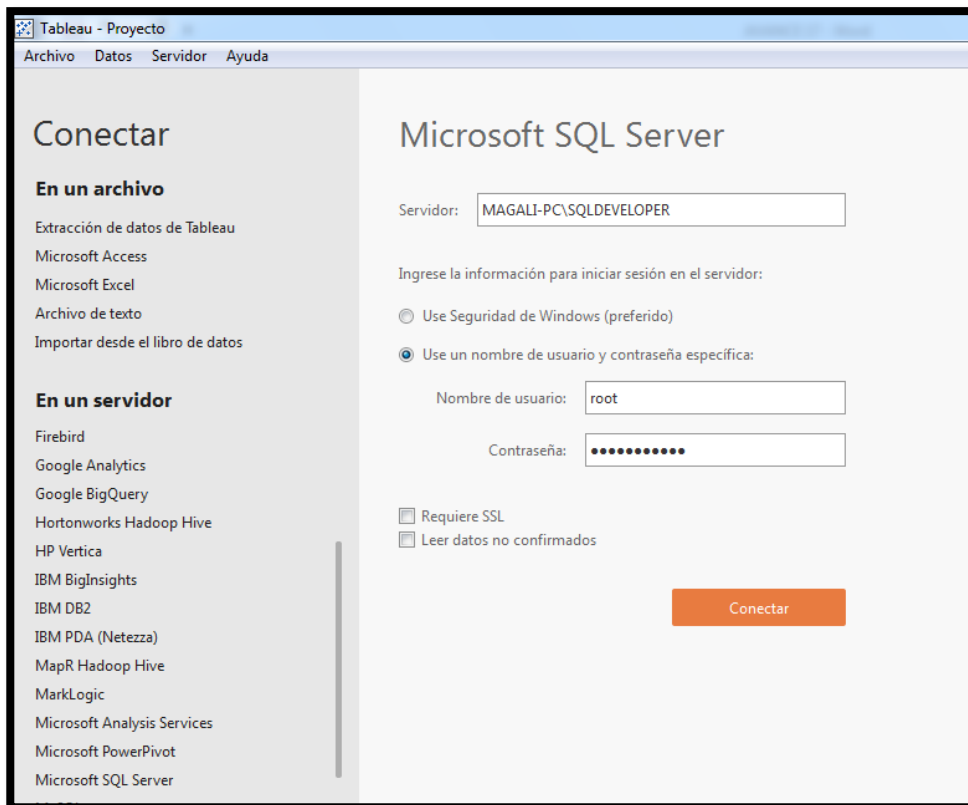 Tableau - Proyecto
Archivo Datos Servidor Ayuda
Conectar
En un archivo
Extracción de datos de Tableau
Microsoft Access
Microsoft Excel
Archivo de texto
Importar desde el libro de datos
En un servidor
Firebird
Google Analytics
Google BigQuery
Hortonworks Hadoop Hive
HP Vertica
IBM BigInsights
IBM DB2
IBM PDA (Netezza)
MapR Hadoop Hive
MarkLogic
Microsoft Analysis Services
Microsoft PowerPivot
Microsoft SQL Server
Microsoft SQL Server
Servidor: MAGALI-PC\SQLDEVELOPER
Ingrese la información para iniciar sesión en el servidor:
Use Seguridad de Windows (preferido)
Use un nombre de usuario y contraseña específica:
Nombre de usuario: root
Contraseña: •••••••••••
Requiere SSL
Leer datos no confirmados
Conectar